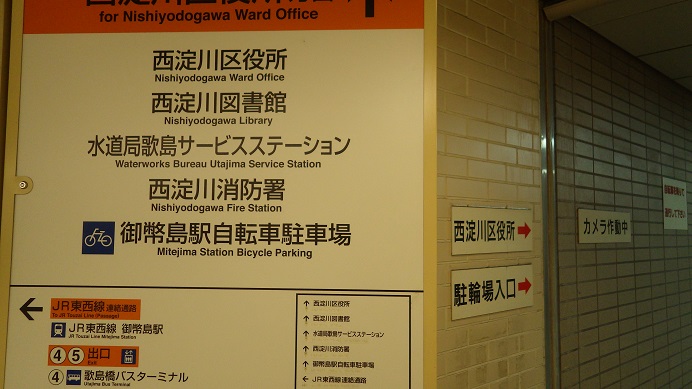 for Nishiyodogawa Ward Office
西淀川区役所
Nishiyodogawa Ward Office
西淀川図書館
Nishiyodogawa Library
水道局歌島サービスステーション
Waterworks Bureau Utajima Service Station
西淀川消防署
Nishiyodogawa Fire Station
御幣島駅自転車駐車場
Mitejima Station Bicycle Parking
← JR東西線 連絡通路
To JR Tozai Line (Passage)
JR東西線 御幣島駅
JR Tozai Line Mitejima Station
4 5 出口
Exit
4 歌島橋バスターミナル
Utajima Bus Terminal
↑ 西淀川区役所
↑ 西淀川図書館
↑ 水道局歌島サービスステーション
↑ 西淀川消防署
↑ 御幣島駅自転車駐車場
← JR東西線連絡通路
西淀川区役所→
駐輪場入口→
カメラ作動中